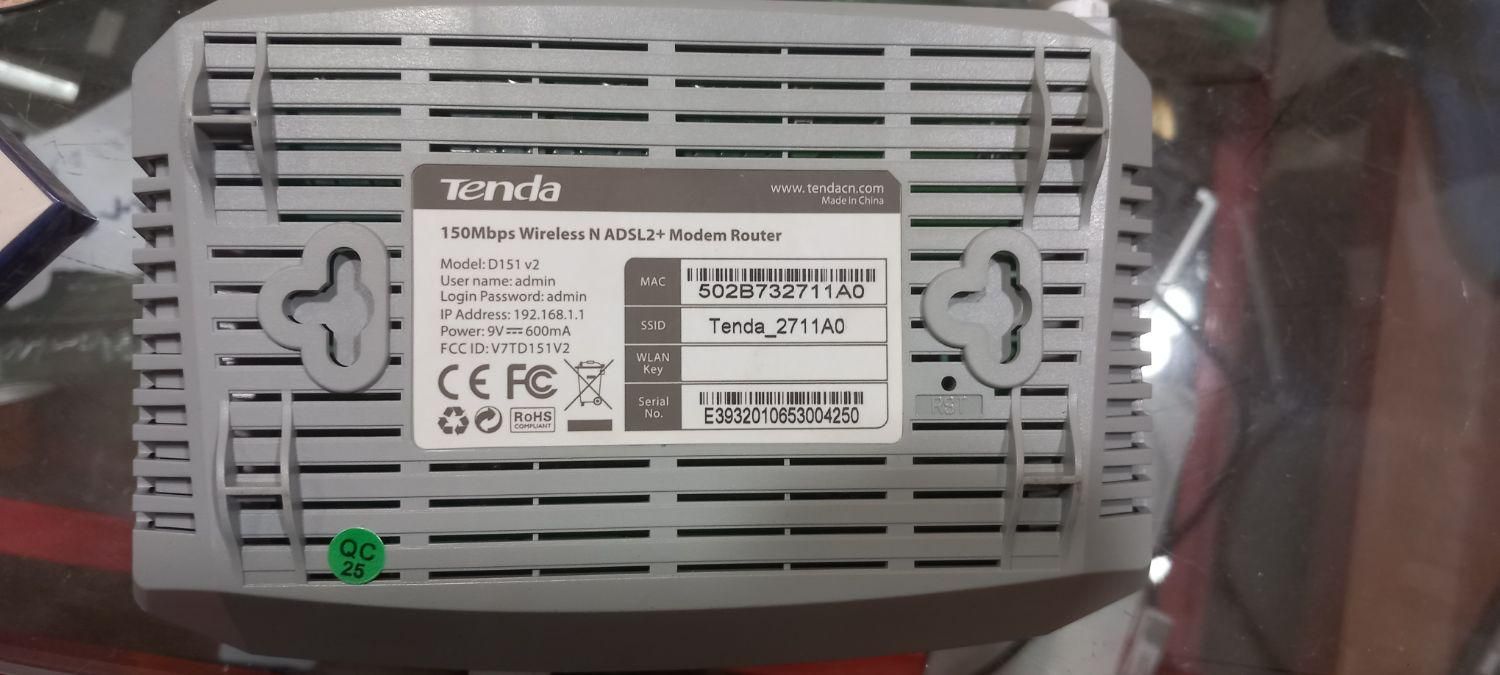 Tenda
www.tendacn.com
Made in China
150Mbps Wireless N ADSL2+ Modem Router
Model: D151 v2
User name: admin
Login Password: admin
IP Address: 192.168.1.1
Power: 9V⎓600mA
FCC ID: V7TD151V2
CE FC
RoHS
COMPLIANT
MAC
502B732711A0
SSID
Tenda_2711A0
WLAN
Key
Serial
No.
E3932010653004250
RST
QC
25